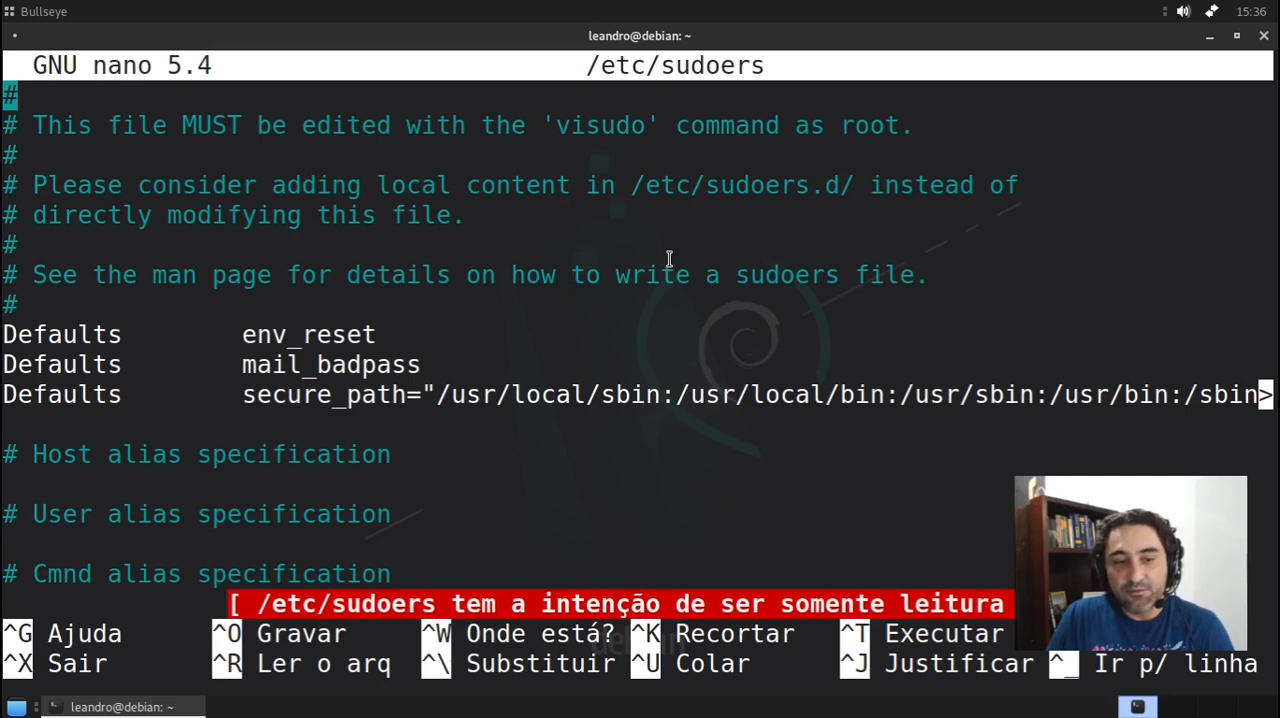 Bullseye
15:36
leandro@debian: ~
GNU nano 5.4 /etc/sudoers
#
# This file MUST be edited with the 'visudo' command as root.
#
# Please consider adding local content in /etc/sudoers.d/ instead of
# directly modifying this file.
#
# See the man page for details on how to write a sudoers file.
#
Defaults env_reset
Defaults mail_badpass
Defaults secure_path="/usr/local/sbin:/usr/local/bin:/usr/sbin:/usr/bin:/sbin>
# Host alias specification
# User alias specification
# Cmnd alias specification
[ /etc/sudoers tem a intenção de ser somente leitura
^G Ajuda ^O Gravar ^W Onde está? ^K Recortar ^T Executar
^X Sair ^R Ler o arq ^\ Substituir ^U Colar ^J Justificar ^_ Ir p/ linha
debian
leandro@debian: ~